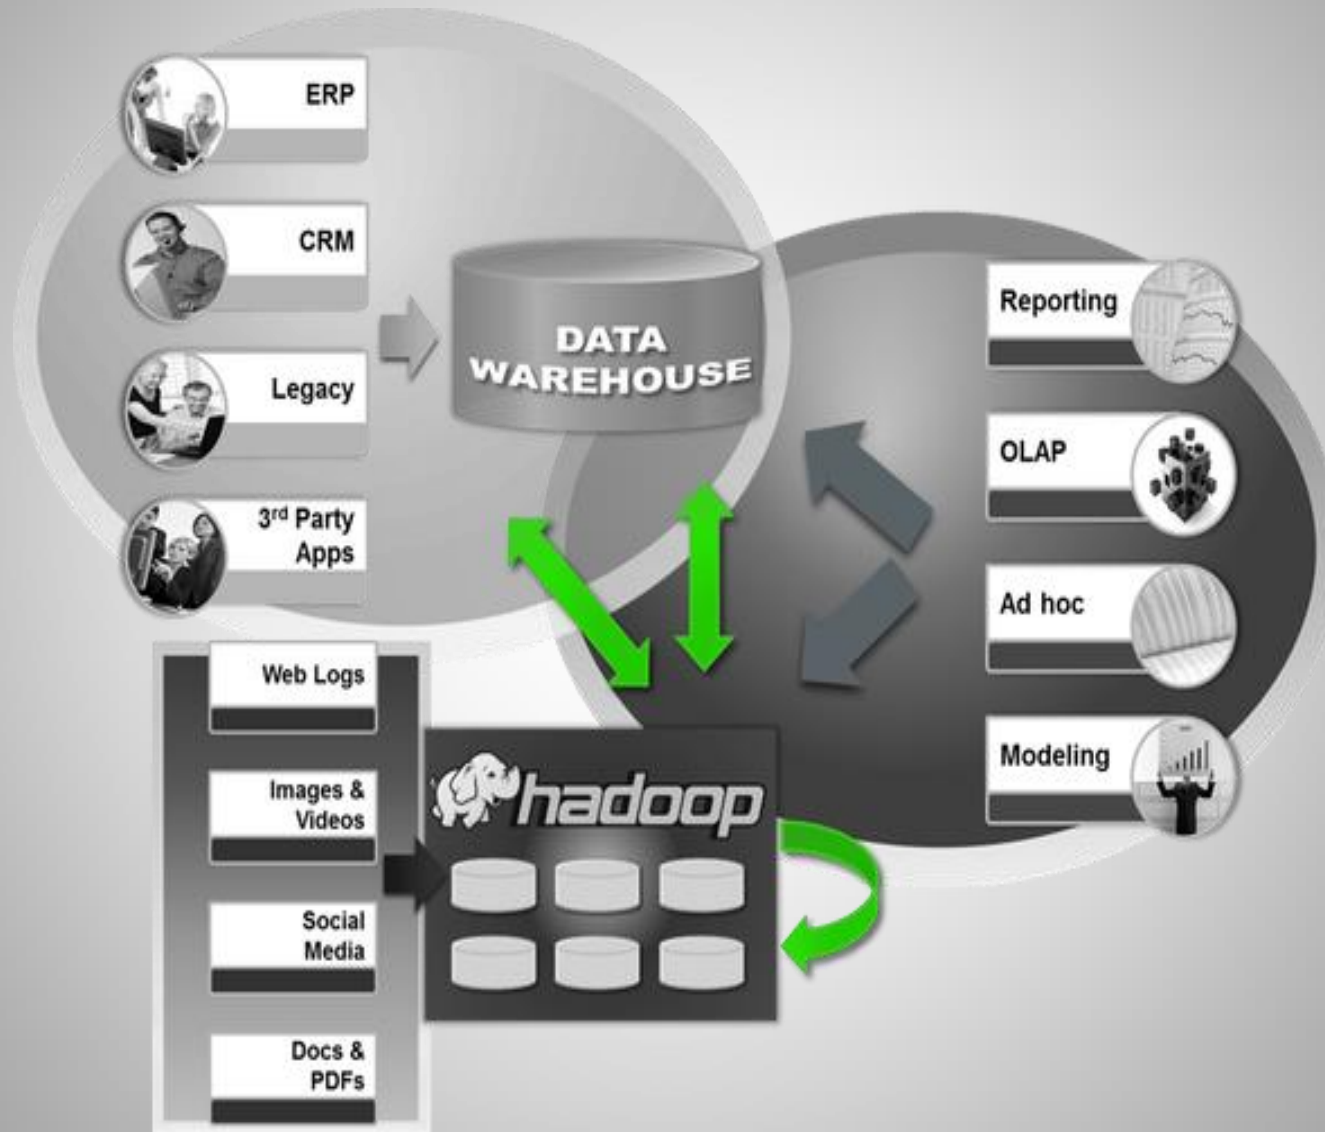 ERP
CRM
Legacy
3rd Party
Apps
DATA
WAREHOUSE
Reporting
OLAP
Ad hoc
Modeling
Web Logs
Images &
Videos
Social
Media
Docs &
PDFs
hadoop